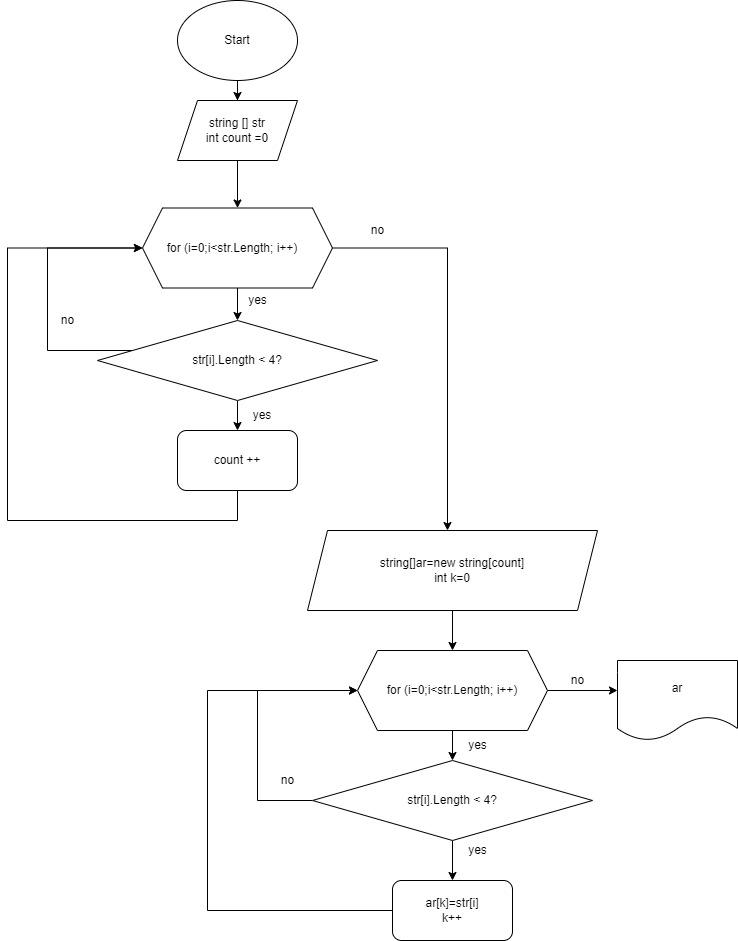 Start
string [] str
int count =0
for (i=0;i<str.Length; i++)
no
yes
no
str[i].Length < 4?
yes
count ++
string[]ar=new string[count]
int k=0
for (i=0;i<str.Length; i++)
no
ar
yes
no
str[i].Length < 4?
yes
ar[k]=str[i]
k++